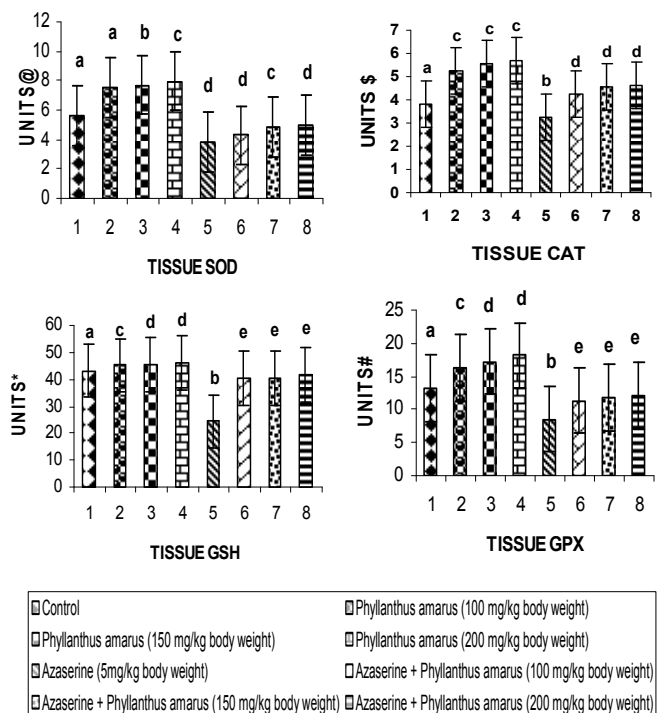 12
10
8
6
4
2
0
UNITS@
a a b c d d c d
1 2 3 4 5 6 7 8
TISSUE SOD
7
6
5
4
3
2
1
0
UNITS $
a c c c b d d d
1 2 3 4 5 6 7 8
TISSUE CAT
60
50
40
30
20
10
0
UNITS*
a c d d b e e e
1 2 3 4 5 6 7 8
TISSUE GSH
25
20
15
10
5
0
UNITS#
a c d d b e e e
1 2 3 4 5 6 7 8
TISSUE GPX
Control Phyllanthus amarus (100 mg/kg body weight)
Phyllanthus amarus (150 mg/kg body weight) Phyllanthus amarus (200 mg/kg body weight)
Azaserine (5mg/kg body weight) Azaserine + Phyllanthus amarus (100 mg/kg body weight)
Azaserine + Phyllanthus amarus (150 mg/kg body weight) Azaserine + Phyllanthus amarus (200 mg/kg body weight)